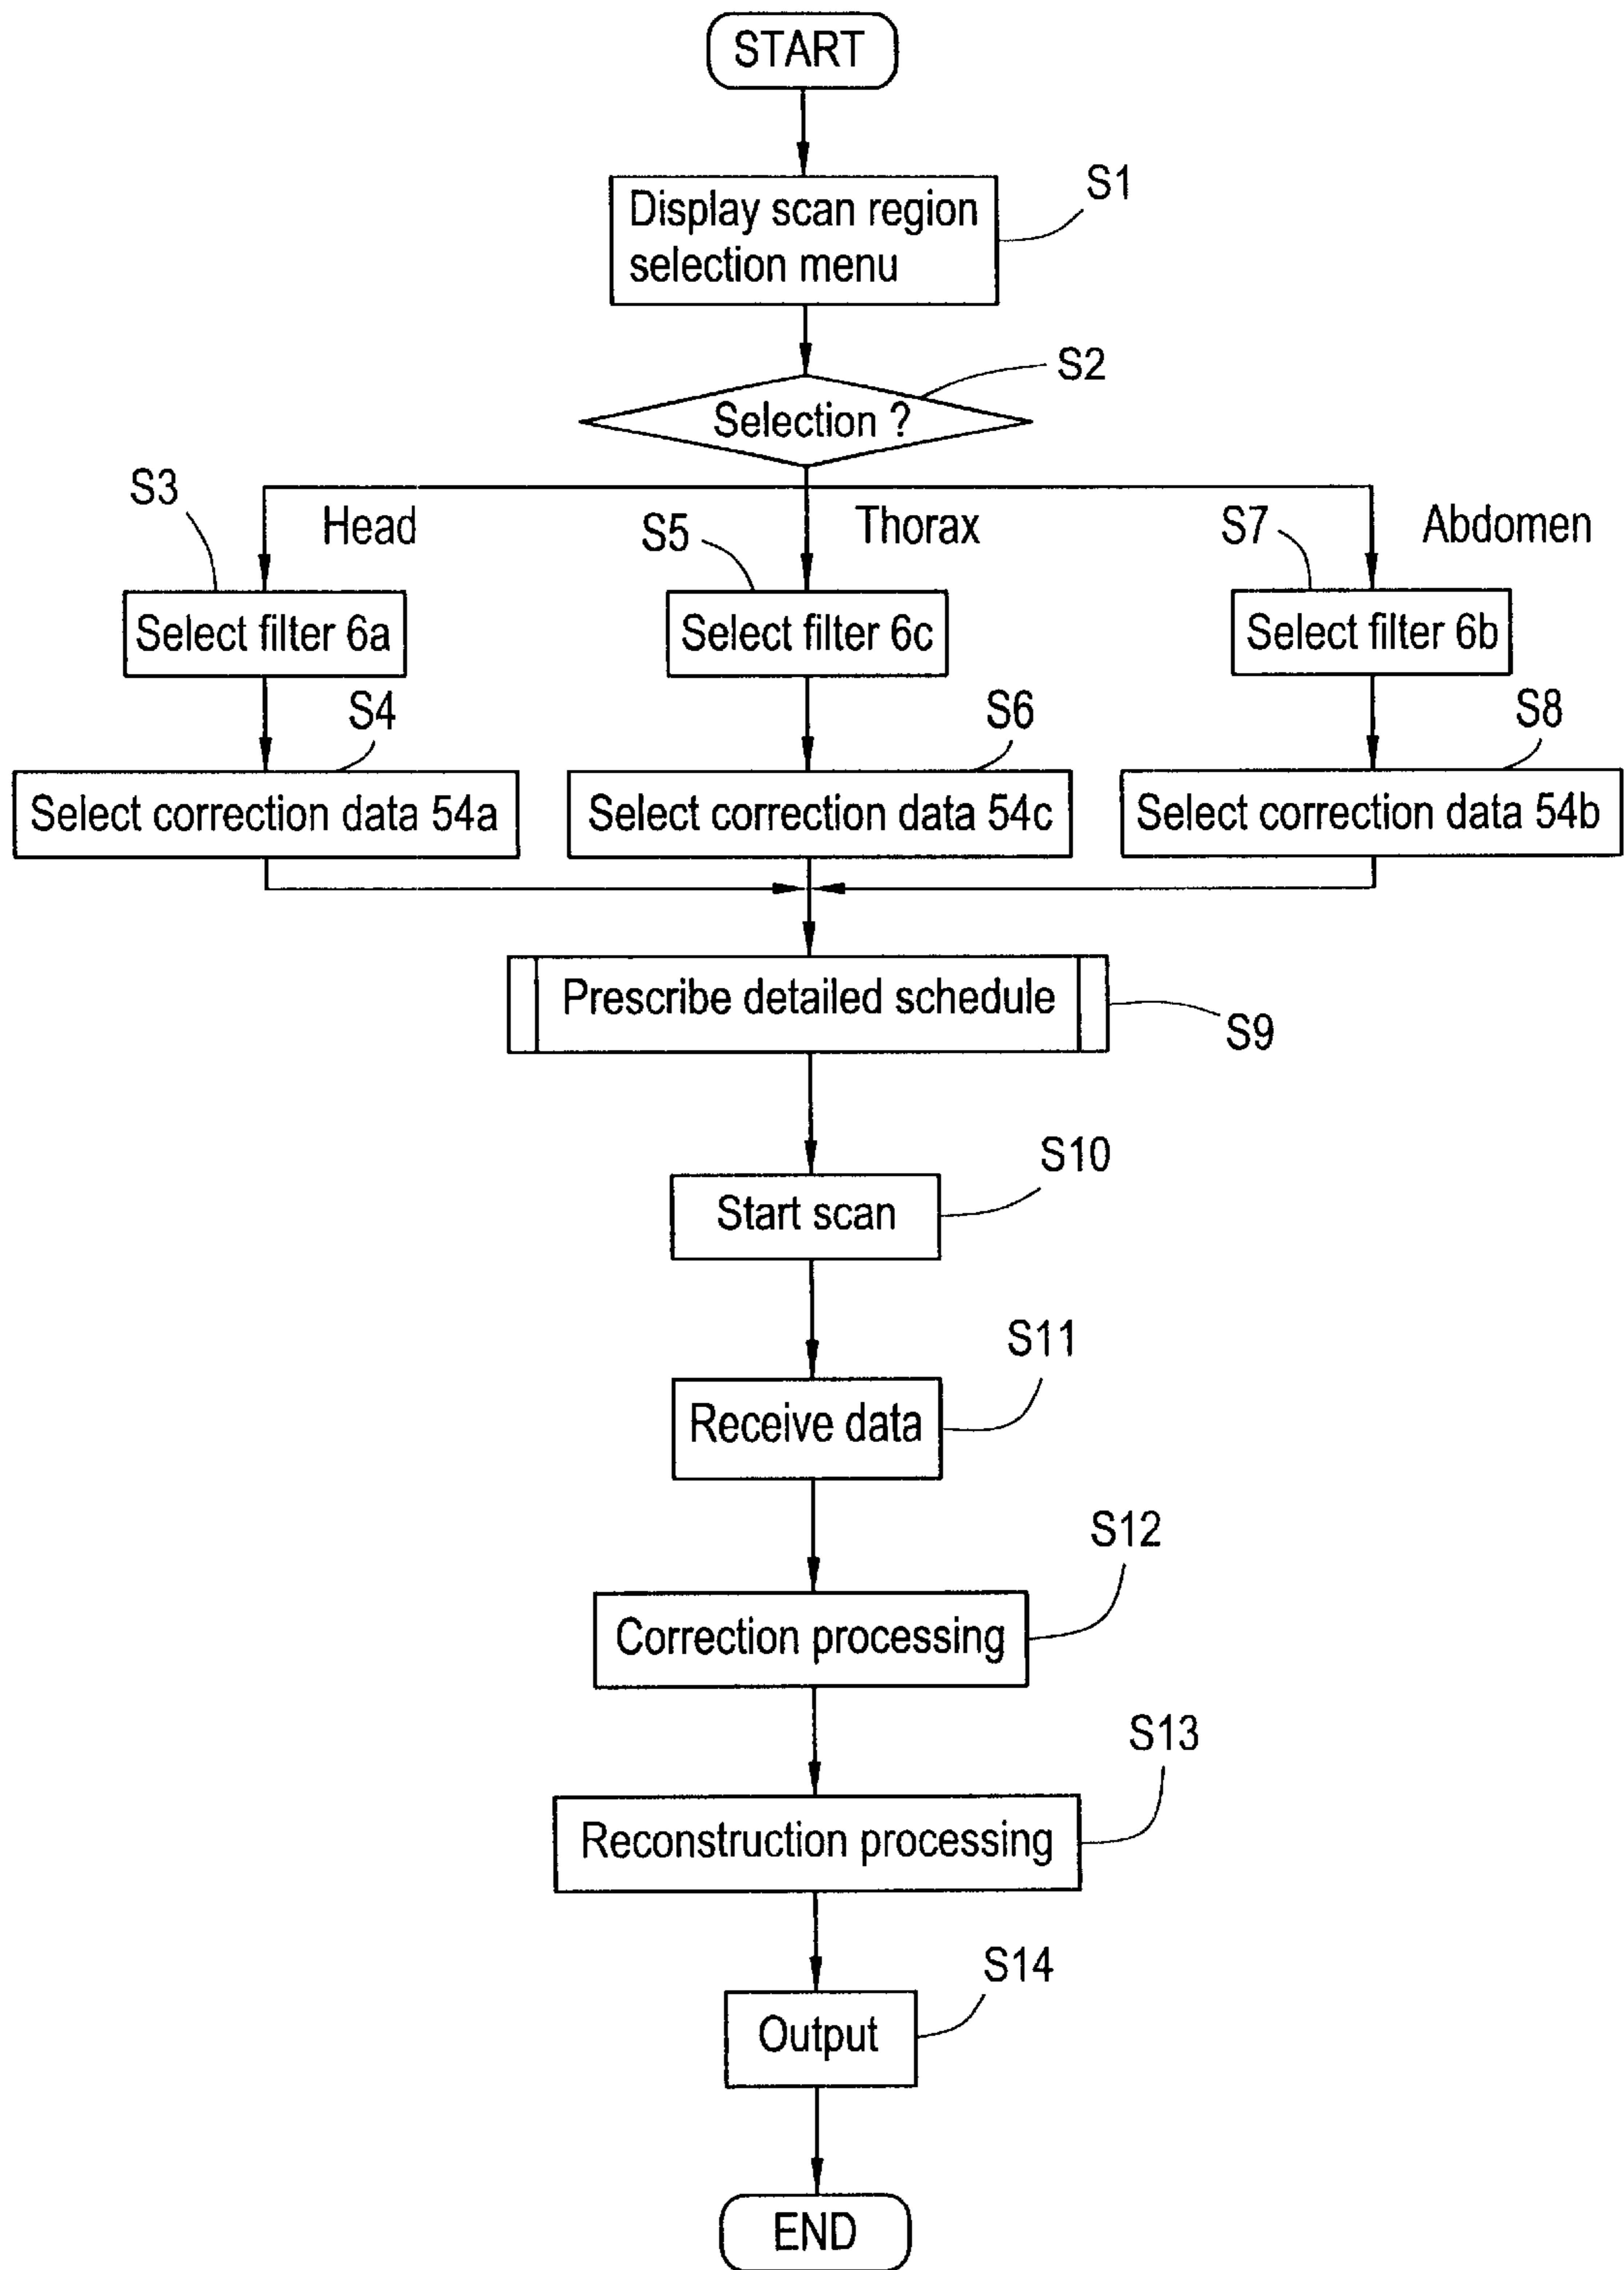 START
S1
Display scan region
selection menu
S2
Selection ?
S3
Head
S5
Thorax
S7
Abdomen
Select filter 6a
Select filter 6c
Select filter 6b
S4
S6
S8
Select correction data 54a
Select correction data 54c
Select correction data 54b
Prescribe detailed schedule
S9
S10
Start scan
S11
Receive data
S12
Correction processing
S13
Reconstruction processing
S14
Output
END